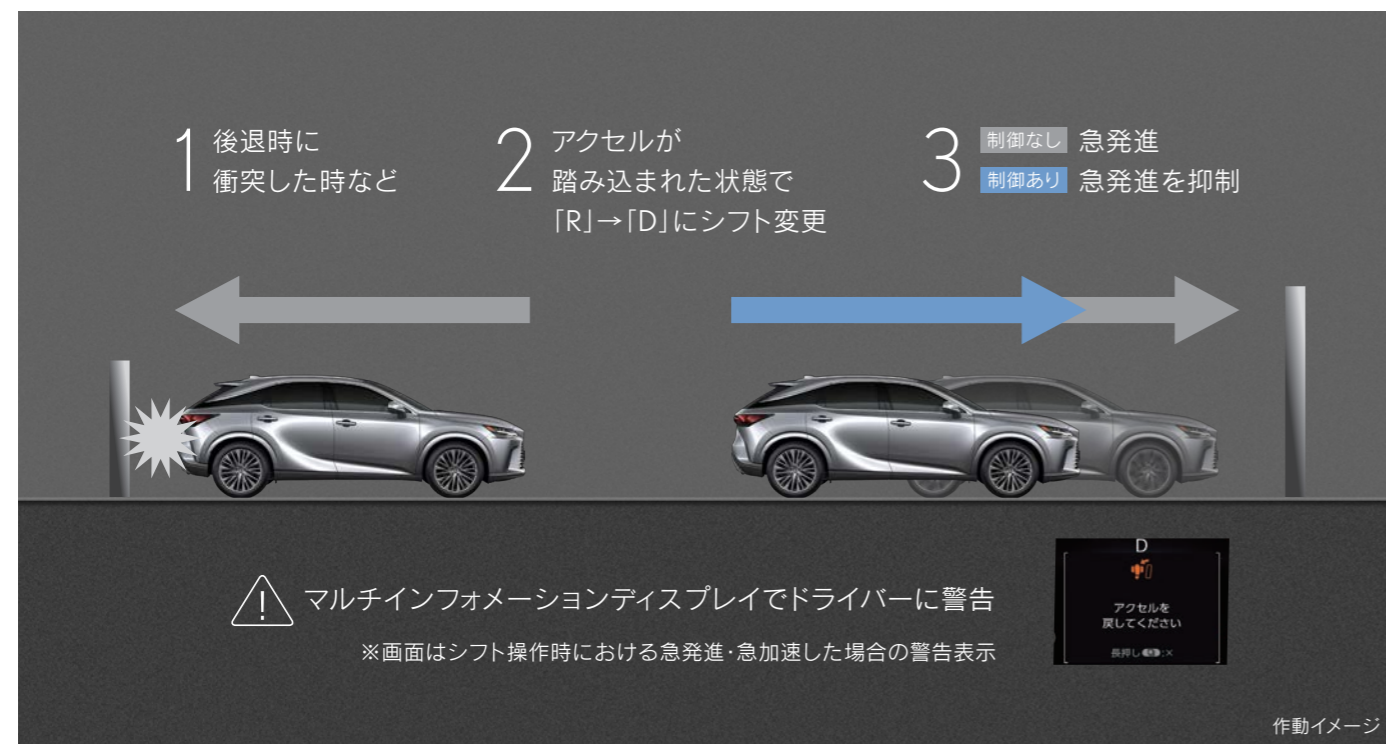 1 後退時に
衝突した時など
2 アクセルが
踏み込まれた状態で
「R」→「D」にシフト変更
3 制御なし 急発進
制御あり 急発進を抑制
マルチインフォメーションディスプレイでドライバーに警告
※画面はシフト操作時における急発進・急加速した場合の警告表示
D
アクセルを
戻してください
長押し :×
作動イメージ